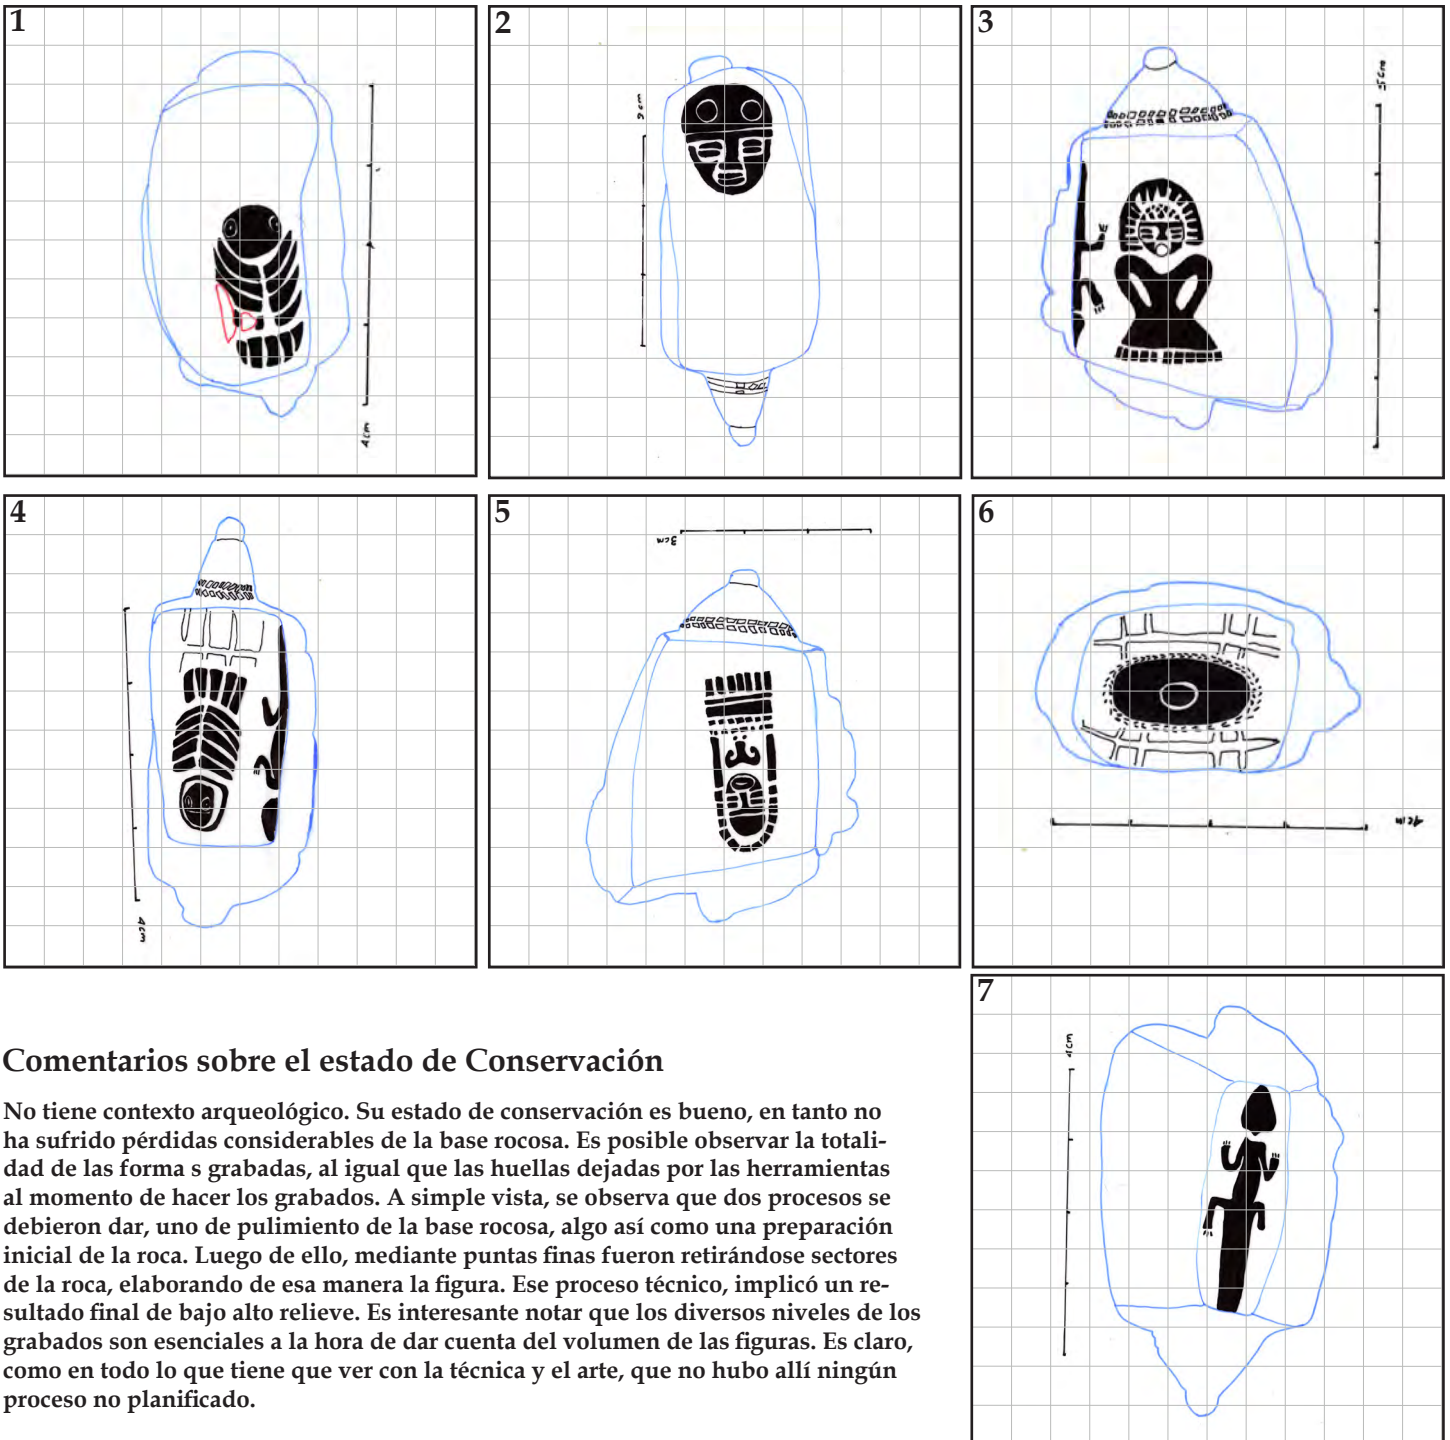 1
4cm
2
3cm
3
5cm
4
4cm
5
3cm
6
4cm
7
4cm
Comentarios sobre el estado de Conservación
No tiene contexto arqueológico. Su estado de conservación es bueno, en tanto no
ha sufrido pérdidas considerables de la base rocosa. Es posible observar la totali-
dad de las forma s grabadas, al igual que las huellas dejadas por las herramientas
al momento de hacer los grabados. A simple vista, se observa que dos procesos se
debieron dar, uno de pulimiento de la base rocosa, algo así como una preparación
inicial de la roca. Luego de ello, mediante puntas finas fueron retirándose sectores
de la roca, elaborando de esa manera la figura. Ese proceso técnico, implicó un re-
sultado final de bajo alto relieve. Es interesante notar que los diversos niveles de los
grabados son esenciales a la hora de dar cuenta del volumen de las figuras. Es claro,
como en todo lo que tiene que ver con la técnica y el arte, que no hubo allí ningún
proceso no planificado.